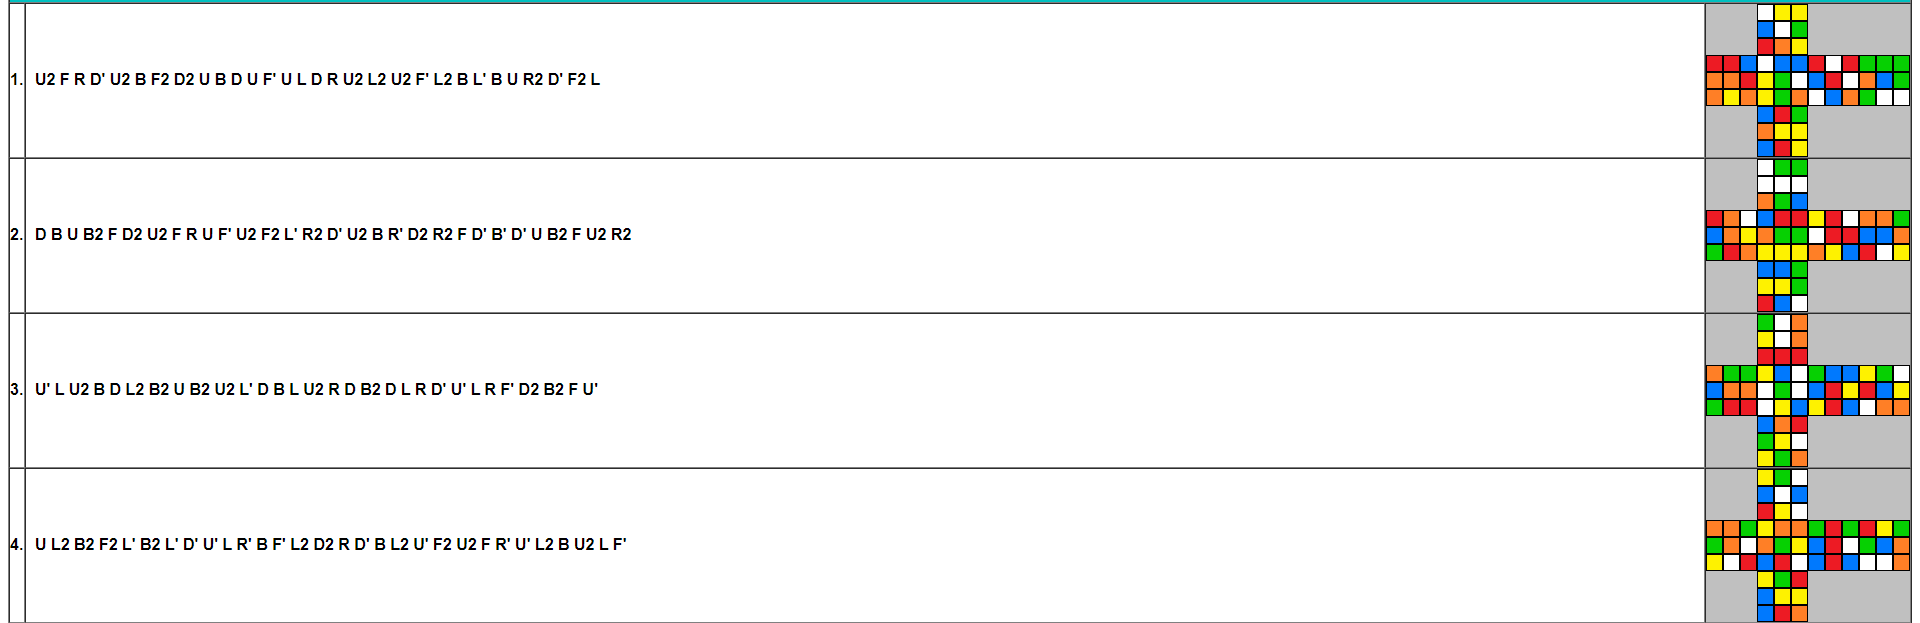 1. U2 F R D' U2 B F2 D2 U B D U F' U L D R U2 L2 U2 F' L2 B L' B U R2 D' F2 L
2. D B U B2 F D2 U2 F R U F' U2 F2 L' R2 D' U2 B R' D2 R2 F D' B' D' U B2 F U2 R2
3. U' L U2 B D L2 B2 U B2 U2 L' D B L U2 R D B2 D L R D' U' L R F' D2 B2 F U'
4. U L2 B2 F2 L' B2 L' D' U' L R' B F' L2 D2 R D' B L2 U' F2 U2 F R' U' L2 B U2 L F'